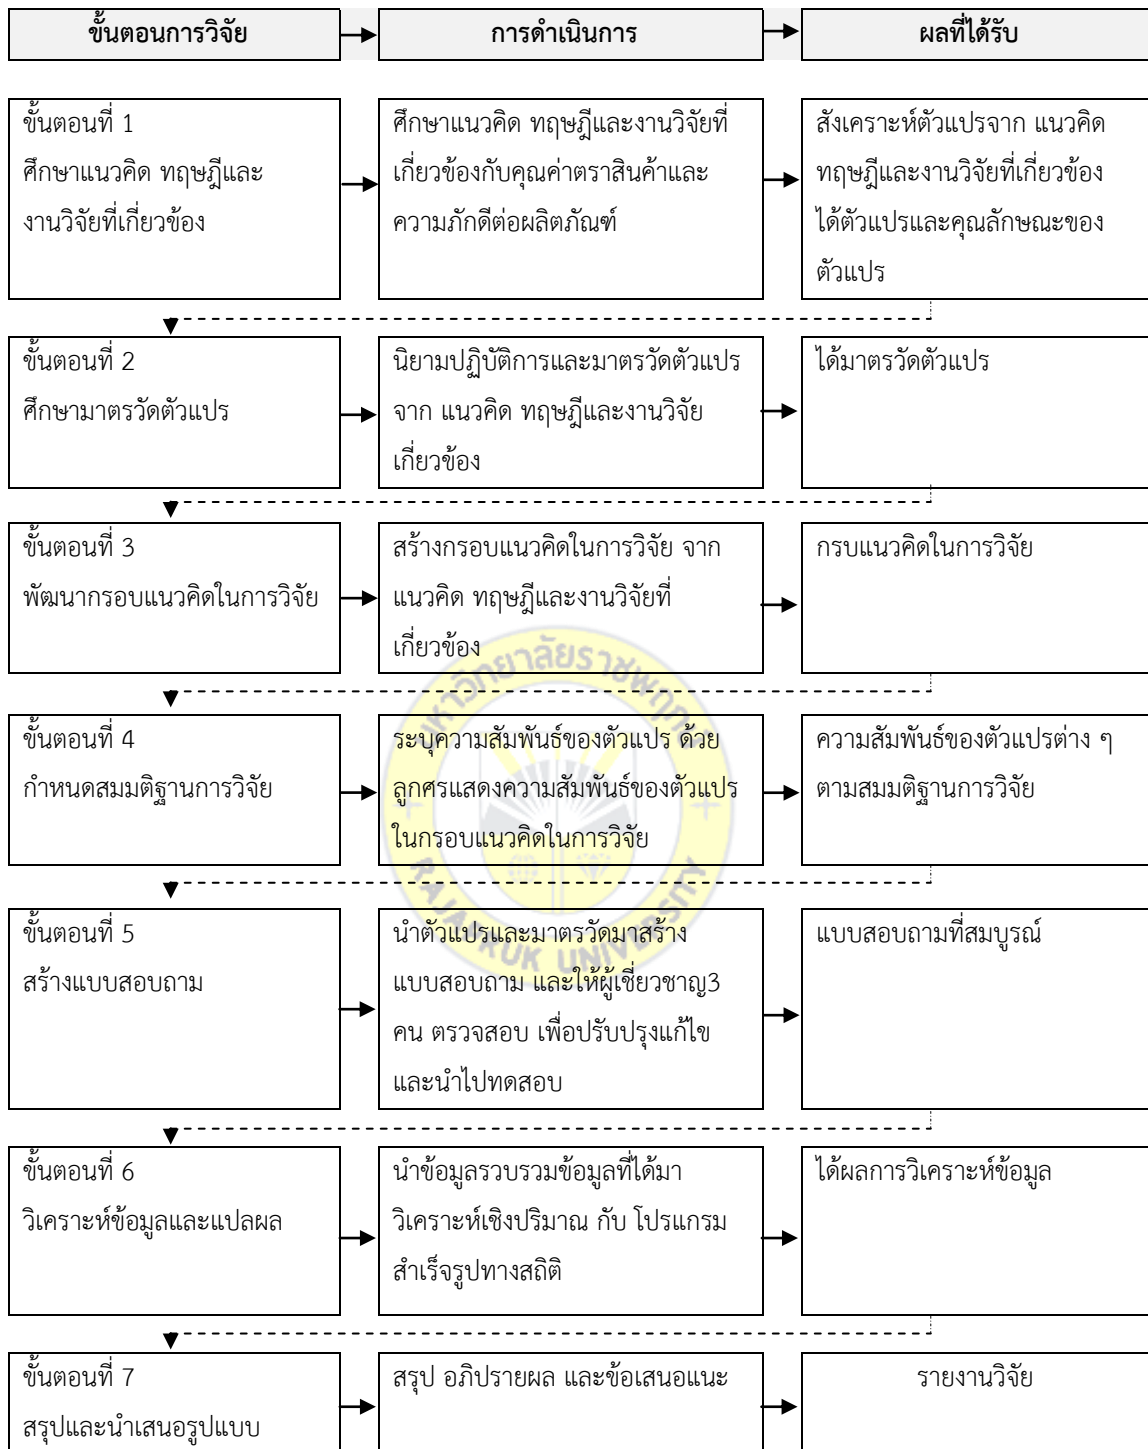 ขั้นตอนการวิจัย
การดำเนินการ
ผลที่ได้รับ
ขั้นตอนที่ 1
ศึกษาแนวคิด ทฤษฎีและ
งานวิจัยที่เกี่ยวข้อง
ศึกษาแนวคิด ทฤษฎีและงานวิจัยที่
เกี่ยวข้องกับคุณค่าตราสินค้าและ
ความภักดีต่อผลิตภัณฑ์
สังเคราะห์ตัวแปรจาก แนวคิด
ทฤษฎีและงานวิจัยที่เกี่ยวข้อง
ได้ตัวแปรและคุณลักษณะของ
ตัวแปร
ขั้นตอนที่ 2
ศึกษามาตรวัดตัวแปร
นิยามปฏิบัติการและมาตรวัดตัวแปร
จาก แนวคิด ทฤษฎีและงานวิจัย
เกี่ยวข้อง
ได้มาตรวัดตัวแปร
ขั้นตอนที่ 3
พัฒนากรอบแนวคิดในการวิจัย
สร้างกรอบแนวคิดในการวิจัย จาก
แนวคิด ทฤษฎีและงานวิจัยที่
เกี่ยวข้อง
กรบแนวคิดในการวิจัย
มหาวิทยาลัยราชพฤกษ์
ขั้นตอนที่ 4
กำหนดสมมติฐานการวิจัย
ระบุความสัมพันธ์ของตัวแปร ด้วย
ลูกศรแสดงความสัมพันธ์ของตัวแปร
ในกรอบแนวคิดในการวิจัย
ความสัมพันธ์ของตัวแปรต่าง ๆ
ตามสมมติฐานการวิจัย
RAJAPRUK UNIVERSITY
ขั้นตอนที่ 5
สร้างแบบสอบถาม
นำตัวแปรและมาตรวัดมาสร้าง
แบบสอบถาม และให้ผู้เชี่ยวชาญ3
คน ตรวจสอบ เพื่อปรับปรุงแก้ไข
และนำไปทดสอบ
แบบสอบถามที่สมบูรณ์
ขั้นตอนที่ 6
วิเคราะห์ข้อมูลและแปลผล
นำข้อมูลรวบรวมข้อมูลที่ได้มา
วิเคราะห์เชิงปริมาณ กับ โปรแกรม
สำเร็จรูปทางสถิติ
ได้ผลการวิเคราะห์ข้อมูล
ขั้นตอนที่ 7
สรุปและนำเสนอรูปแบบ
สรุป อภิปรายผล และข้อเสนอแนะ
รายงานวิจัย